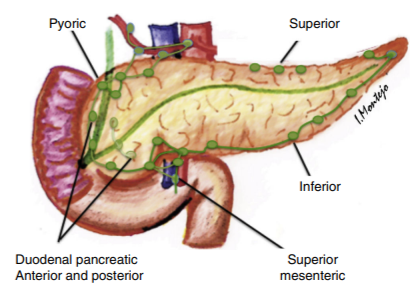 Pyoric
Superior
I. Montejo
Inferior
Duodenal pancreatic
Anterior and posterior
Superior
mesenteric